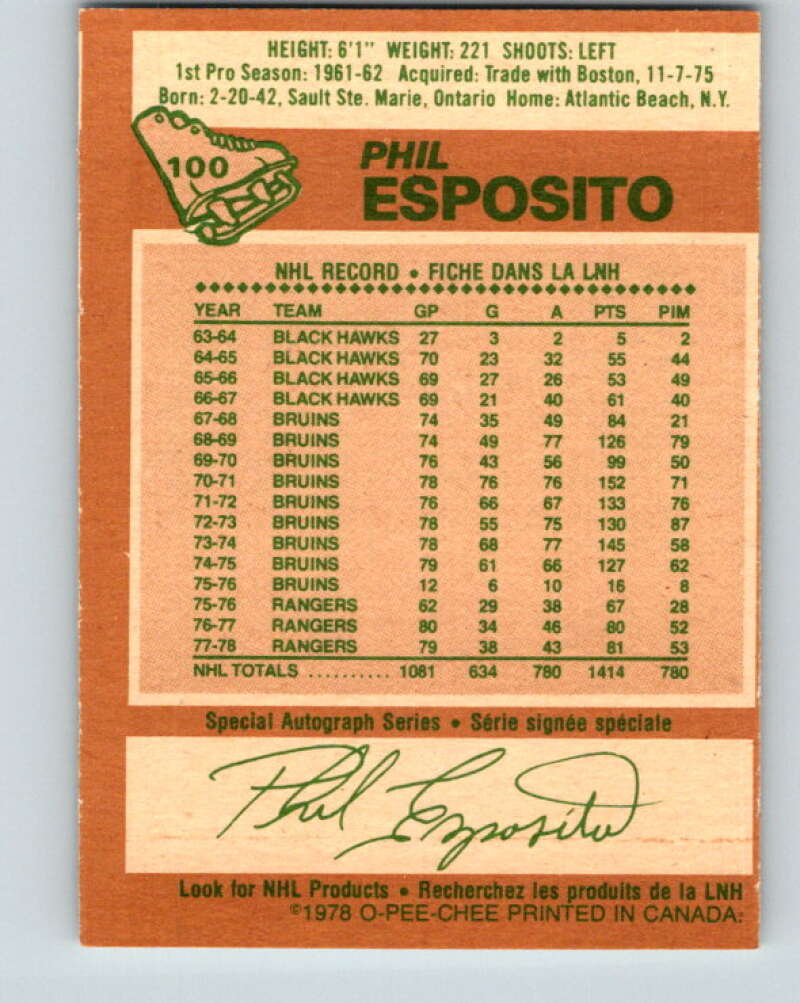 HEIGHT: 6'1" WEIGHT: 221 SHOOTS: LEFT
1st Pro Season: 1961-62 Acquired: Trade with Boston, 11-7-75
Born: 2-20-42, Sault Ste. Marie, Ontario Home: Atlantic Beach, N.Y.
100
PHIL
ESPOSITO
NHL RECORD • FICHE DANS LA LNH
YEAR TEAM GP G A PTS PIM
63-64 BLACK HAWKS 27 3 2 5 2
64-65 BLACK HAWKS 70 23 32 55 44
65-66 BLACK HAWKS 69 27 26 53 49
66-67 BLACK HAWKS 69 21 40 61 40
67-68 BRUINS 74 35 49 84 21
68-69 BRUINS 74 49 77 126 79
69-70 BRUINS 76 43 56 99 50
70-71 BRUINS 78 76 76 152 71
71-72 BRUINS 76 66 67 133 76
72-73 BRUINS 78 55 75 130 87
73-74 BRUINS 78 68 77 145 58
74-75 BRUINS 79 61 66 127 62
75-76 BRUINS 12 6 10 16 8
75-76 RANGERS 62 29 38 67 28
76-77 RANGERS 80 34 46 80 52
77-78 RANGERS 79 38 43 81 53
NHL TOTALS .......... 1081 634 780 1414 780
Special Autograph Series • Série signée spéciale
Phil Esposito
Look for NHL Products • Recherchez les produits de la LNH
©1978 O-PEE-CHEE PRINTED IN CANADA.